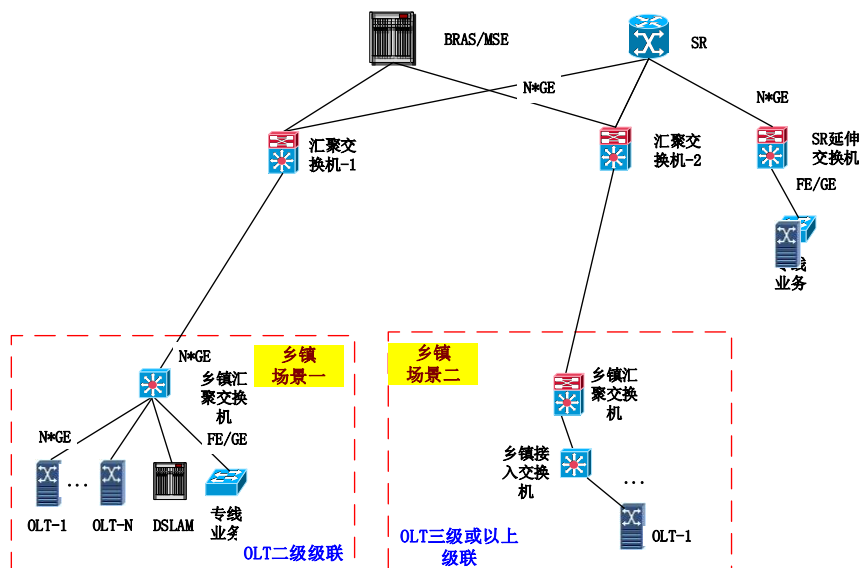 BRAS/MSE
SR
N*GE
N*GE
汇聚交
换机-1
汇聚交
换机-2
SR延伸
交换机
FE/GE
专线
业务
N*GE
乡镇
场景一
乡镇
场景二
乡镇汇
聚交换
机
乡镇汇
聚交换
机
N*GE
FE/GE
乡镇接
入交换
机
...
...
OLT-1
OLT-N
DSLAM
专线
业务
OLT-1
OLT二级级联
OLT三级或以上
级联